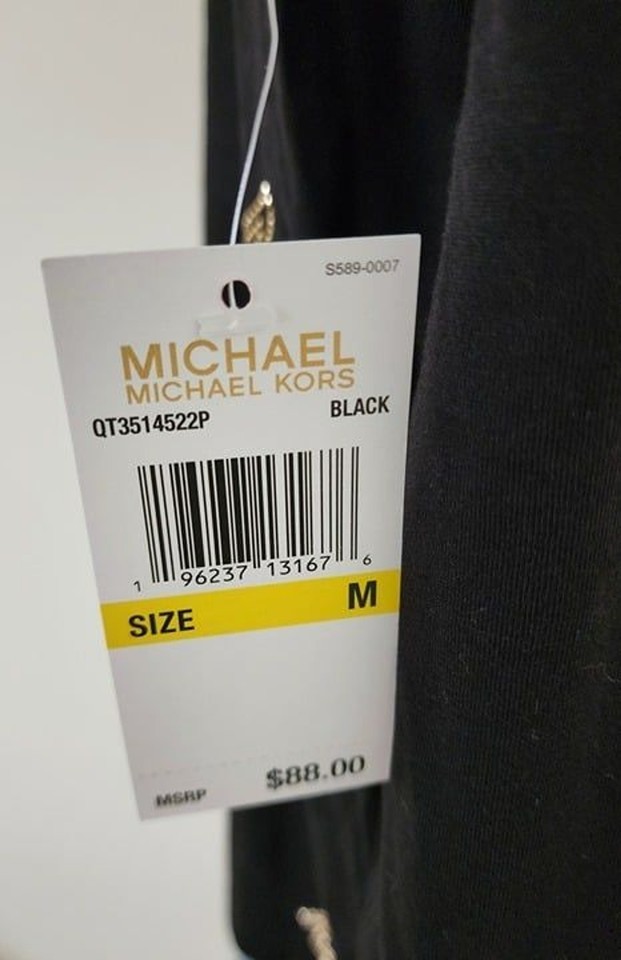 S589-0007
MICHAEL
MICHAEL KORS
QT3514522P BLACK
1 96237 13167 6
SIZE M
MSRP $88.00